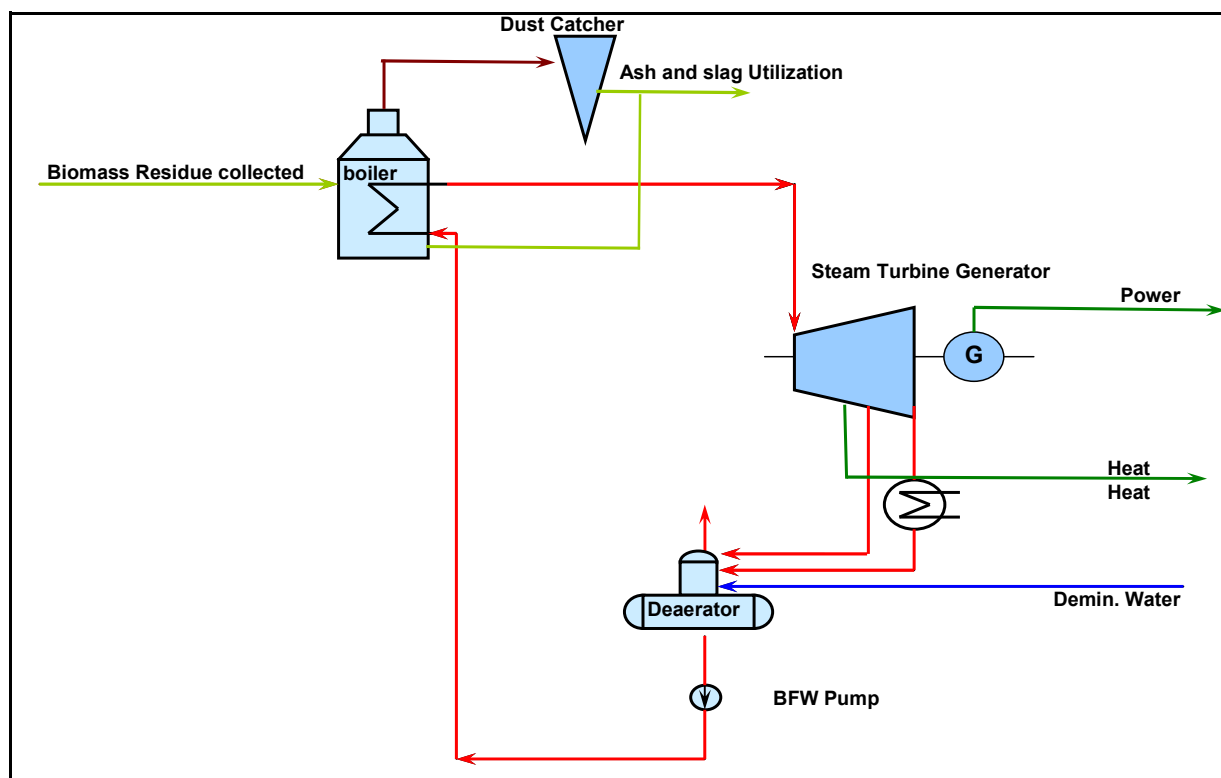 Dust Catcher
Ash and slag Utilization
Biomass Residue collected
boiler
Steam Turbine Generator
Power
G
Heat
Heat
Demin. Water
Deaerator
BFW Pump